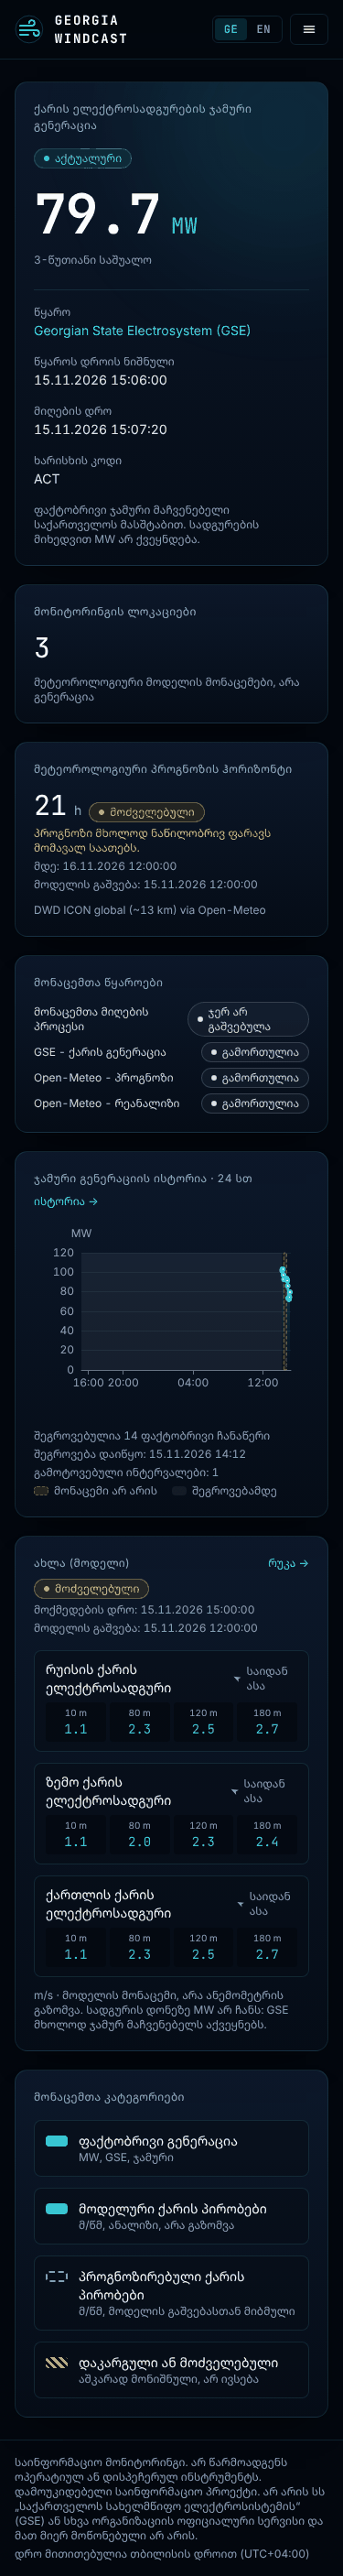 GEORGIA
WINDCAST
GE EN
ქარის ელექტროსადგურების ჯამური
გენერაცია
აქტუალური
79.7 MW
3-წუთიანი საშუალო
წყარო
Georgian State Electrosystem (GSE)
წყაროს დროის ნიშნული
15.11.2026 15:06:00
მიღების დრო
15.11.2026 15:07:20
ხარისხის კოდი
ACT
ფაქტობრივი ჯამური მაჩვენებელი
საქართველოს მასშტაბით. სადგურების
მიხედვით MW არ ქვეყნდება.
მონიტორინგის ლოკაციები
3
მეტეოროლოგიური მოდელის მონაცემები, არა
გენერაცია
მეტეოროლოგიური პროგნოზის ჰორიზონტი
21 h მოძველებული
პროგნოზი მხოლოდ ნაწილობრივ ფარავს
მომავალ საათებს.
მდე: 16.11.2026 12:00:00
მოდელის გაშვება: 15.11.2026 12:00:00
DWD ICON global (~13 km) via Open-Meteo
მონაცემთა წყაროები
მონაცემთა მიღების
პროცესი
ჯერ არ
გაშვებულა
GSE - ქარის გენერაცია გამორთულია
Open-Meteo - პროგნოზი გამორთულია
Open-Meteo - რეანალიზი გამორთულია
ჯამური გენერაციის ისტორია · 24 სთ
ისტორია →
MW
120
100
80
60
40
20
0
16:00 20:00 04:00 12:00
შეგროვებულია 14 ფაქტობრივი ჩანაწერი
შეგროვება დაიწყო: 15.11.2026 14:12
გამოტოვებული ინტერვალები: 1
მონაცემი არ არის შეგროვებამდე
ახლა (მოდელი) რუკა →
მოძველებული
მოქმედების დრო: 15.11.2026 15:00:00
მოდელის გაშვება: 15.11.2026 12:00:00
რუისის ქარის
ელექტროსადგური
საიდან
ასა
10 m 80 m 120 m 180 m
1.1 2.3 2.5 2.7
ზემო ქარის
ელექტროსადგური
საიდან
ასა
10 m 80 m 120 m 180 m
1.1 2.0 2.3 2.4
ქართლის ქარის
ელექტროსადგური
საიდან
ასა
10 m 80 m 120 m 180 m
1.1 2.3 2.5 2.7
m/s · მოდელის მონაცემი, არა ანემომეტრის
გაზომვა. სადგურის დონეზე MW არ ჩანს: GSE
მხოლოდ ჯამურ მაჩვენებელს აქვეყნებს.
მონაცემთა კატეგორიები
ფაქტობრივი გენერაცია
MW, GSE, ჯამური
მოდელური ქარის პირობები
მ/წმ, ანალიზი, არა გაზომვა
პროგნოზირებული ქარის
პირობები
მ/წმ, მოდელის გაშვებასთან მიბმული
დაკარგული ან მოძველებული
აშკარად მონიშნული, არ ივსება
საინფორმაციო მონიტორინგი. არ წარმოადგენს
ოპერატიულ ან დისპეჩერულ ინსტრუმენტს.
დამოუკიდებელი საინფორმაციო პროექტი. არ არის სს
„საქართველოს სახელმწიფო ელექტროსისტემის“
(GSE) ან სხვა ორგანიზაციის ოფიციალური სერვისი და
მათ მიერ მოწონებული არ არის.
დრო მითითებულია თბილისის დროით (UTC+04:00)